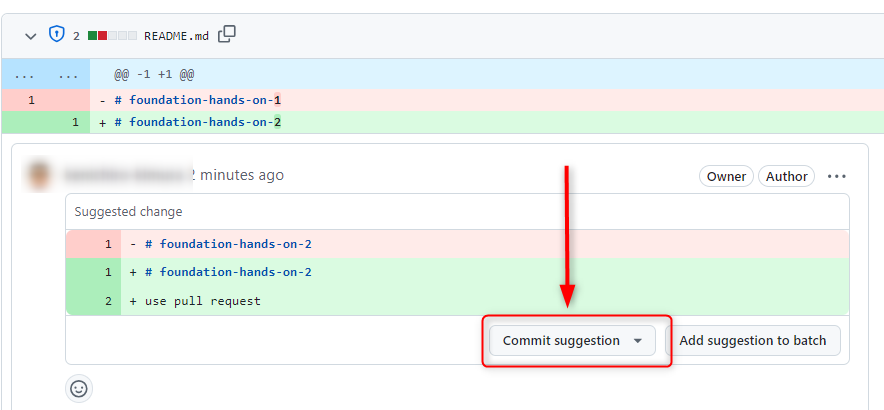 2 README.md
... ... @@ -1 +1 @@
1 - # foundation-hands-on-1
1 + # foundation-hands-on-2
2 minutes ago Owner Author ...
Suggested change
1 - # foundation-hands-on-2
1 + # foundation-hands-on-2
2 + use pull request
Commit suggestion Add suggestion to batch